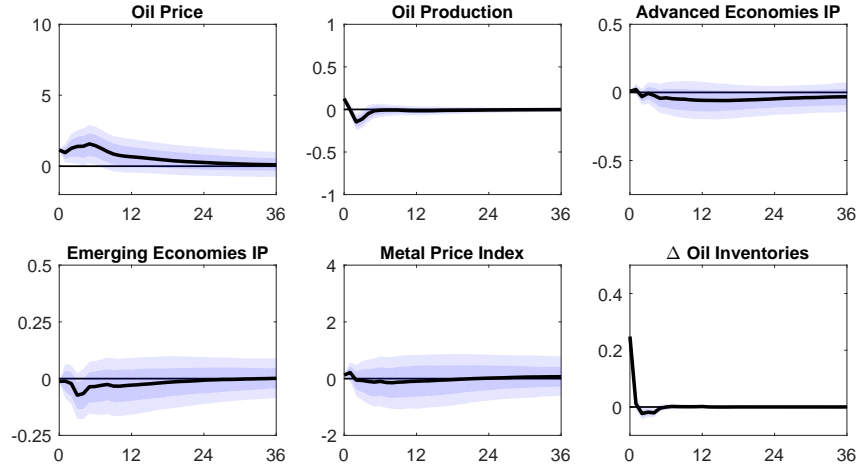 Oil Price
10
5
0
0 12 24 36
Oil Production
1
0.5
0
-0.5
-1
0 12 24 36
Advanced Economies IP
0.5
0
-0.5
0 12 24 36
Emerging Economies IP
0.5
0.25
0
-0.25
0 12 24 36
Metal Price Index
4
2
0
-2
0 12 24 36
Δ Oil Inventories
0.4
0.2
0
0 12 24 36